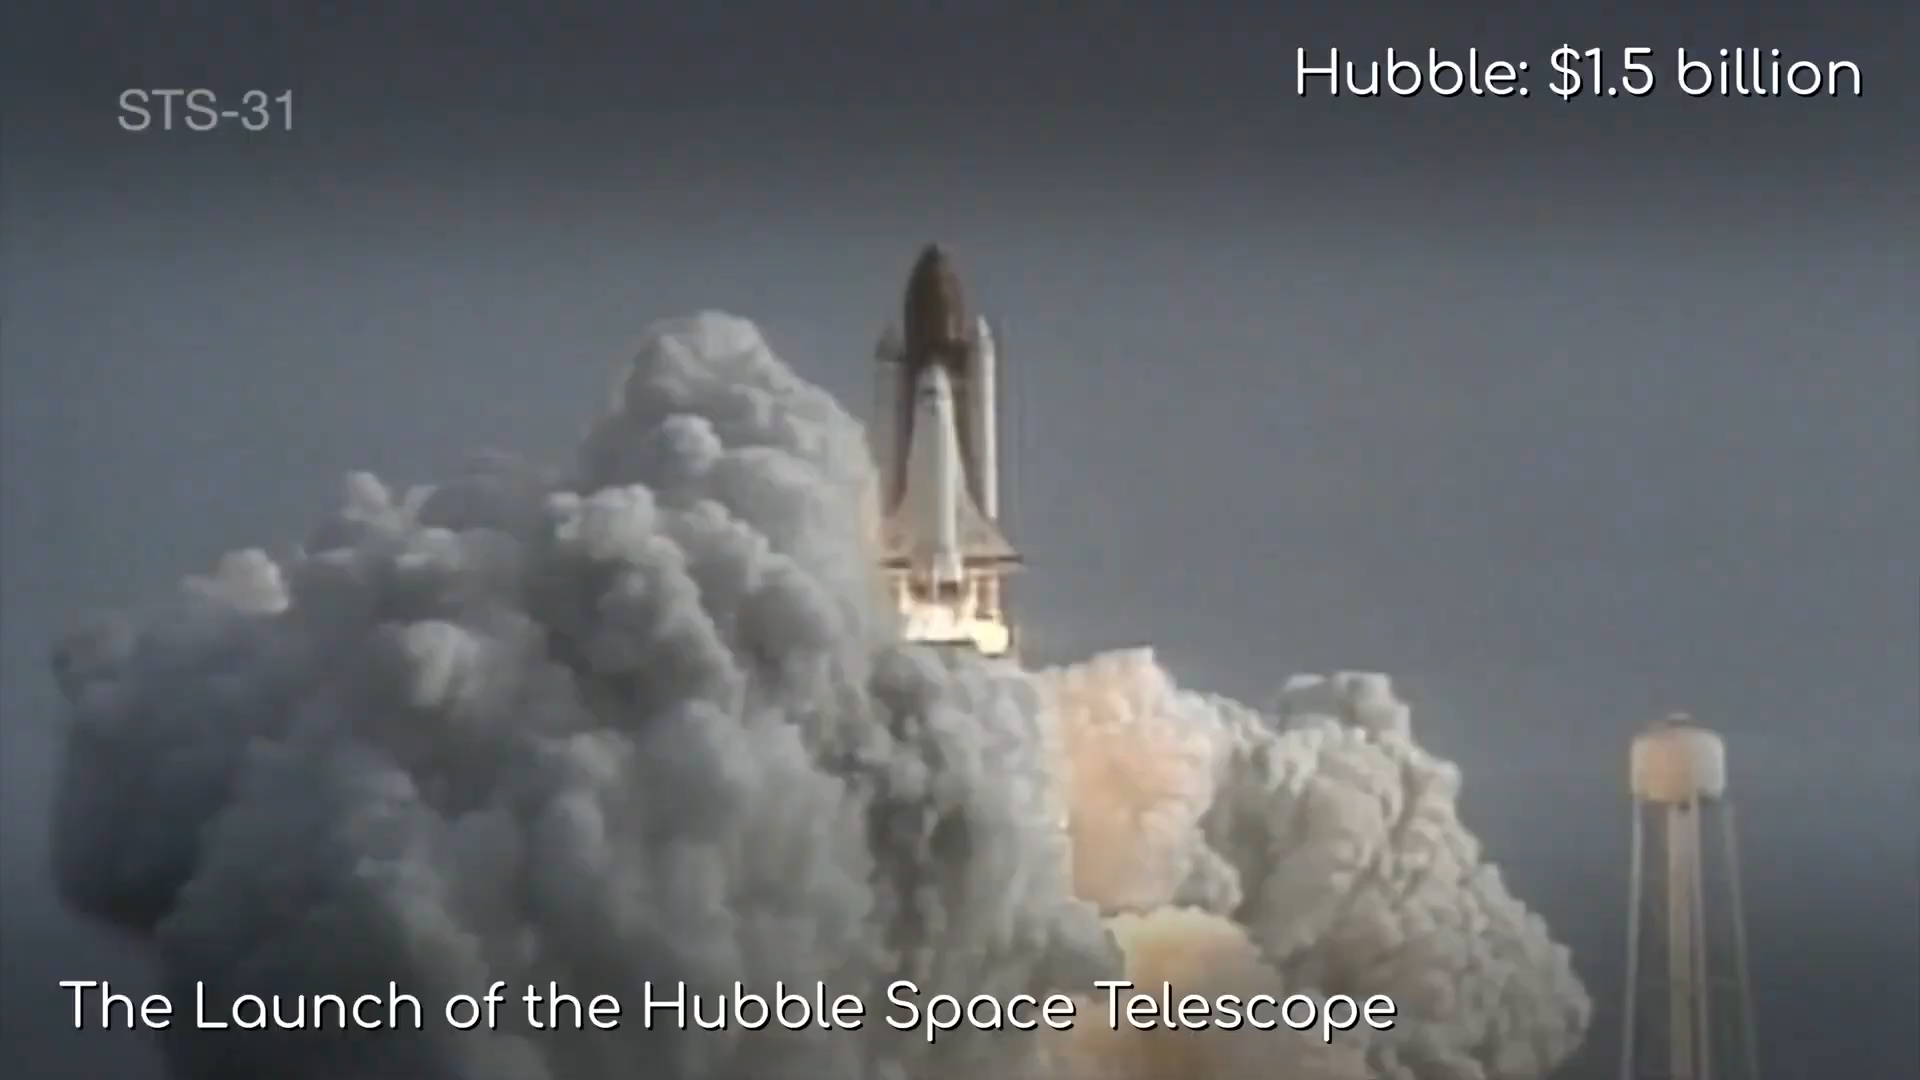 Hubble: $1.5 billion
STS-31
The Launch of the Hubble Space Telescope